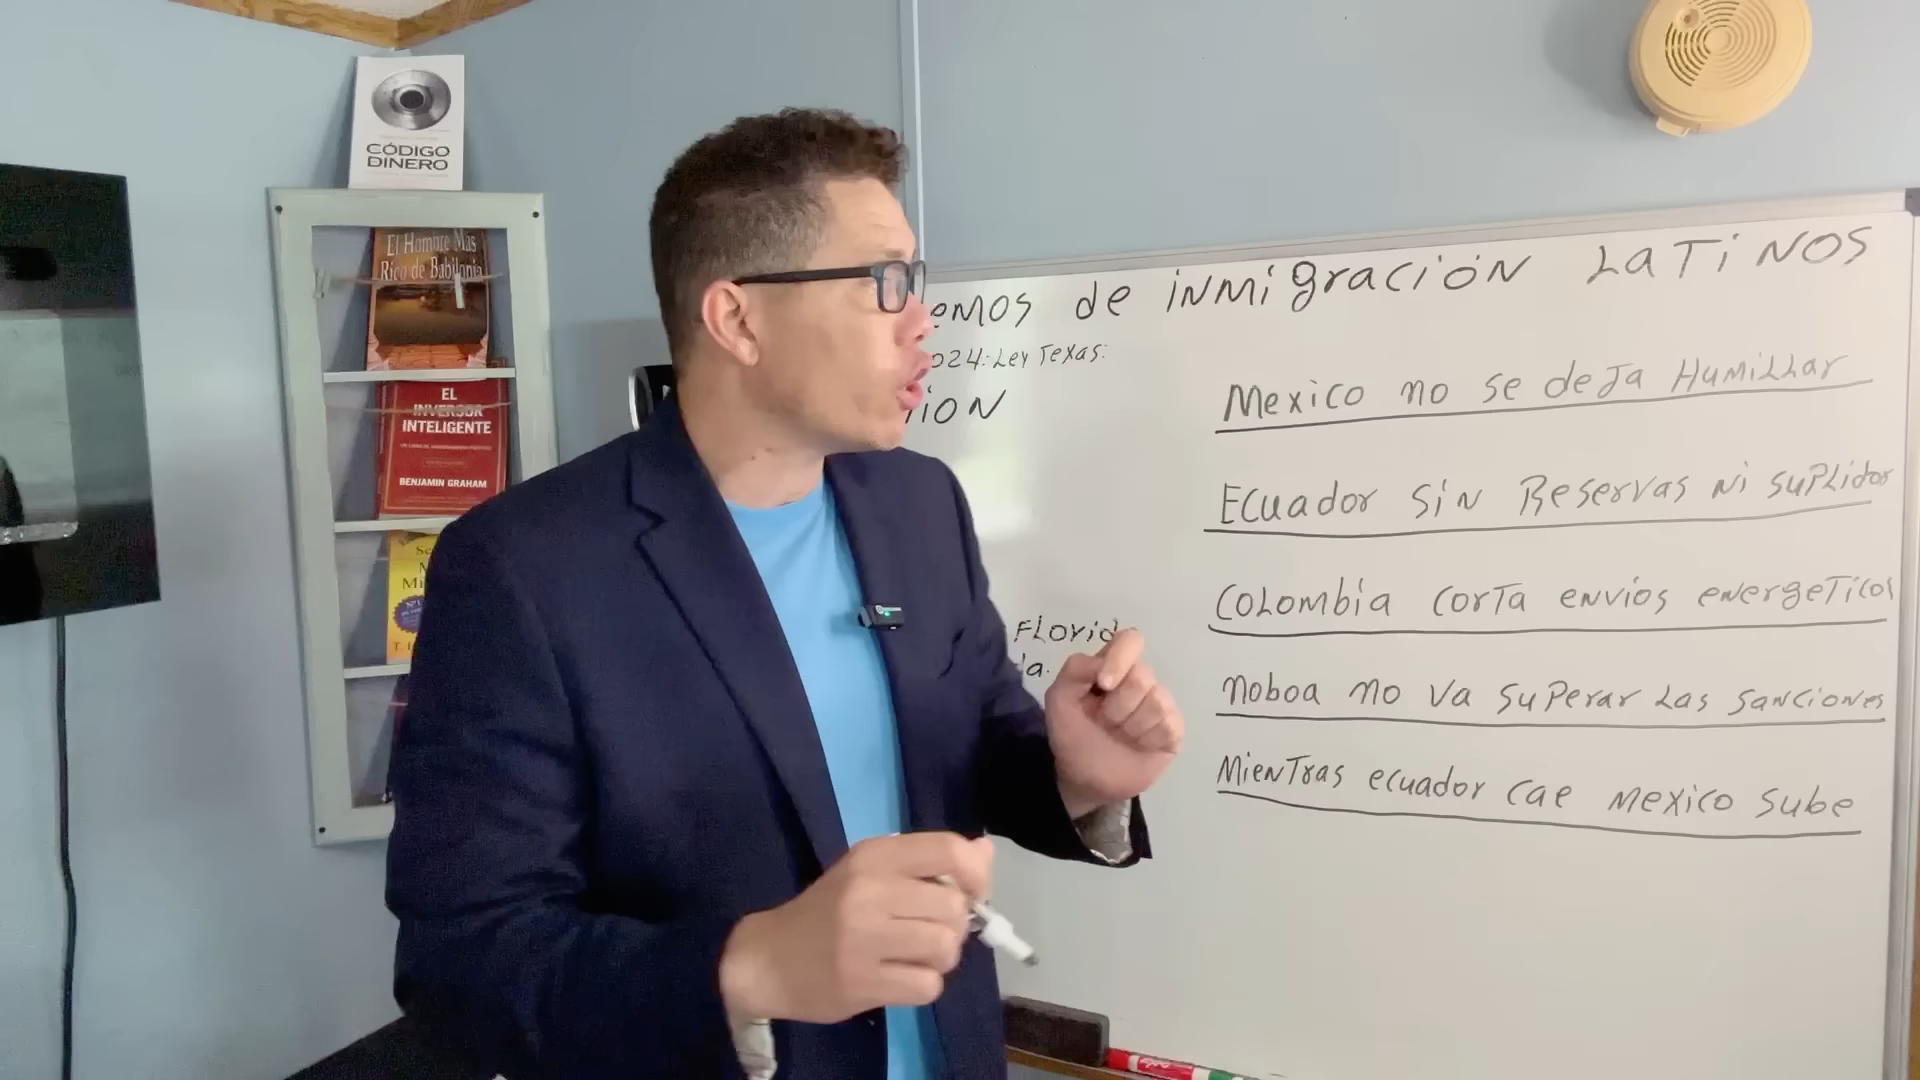 CÓDIGO
DINERO
El Hombre Más
Rico de Babilonia
EL
INVERSOR
INTELIGENTE
BENJAMIN GRAHAM
emos de inmigración Latinos
024: Ley Texas:
ion
Mexico no se deja Humillar
Ecuador sin Reservas ni suplidor
Colombia corta envios energeticos
Florid
da.
noboa no va superar las sanciones
Mientras ecuador cae mexico sube